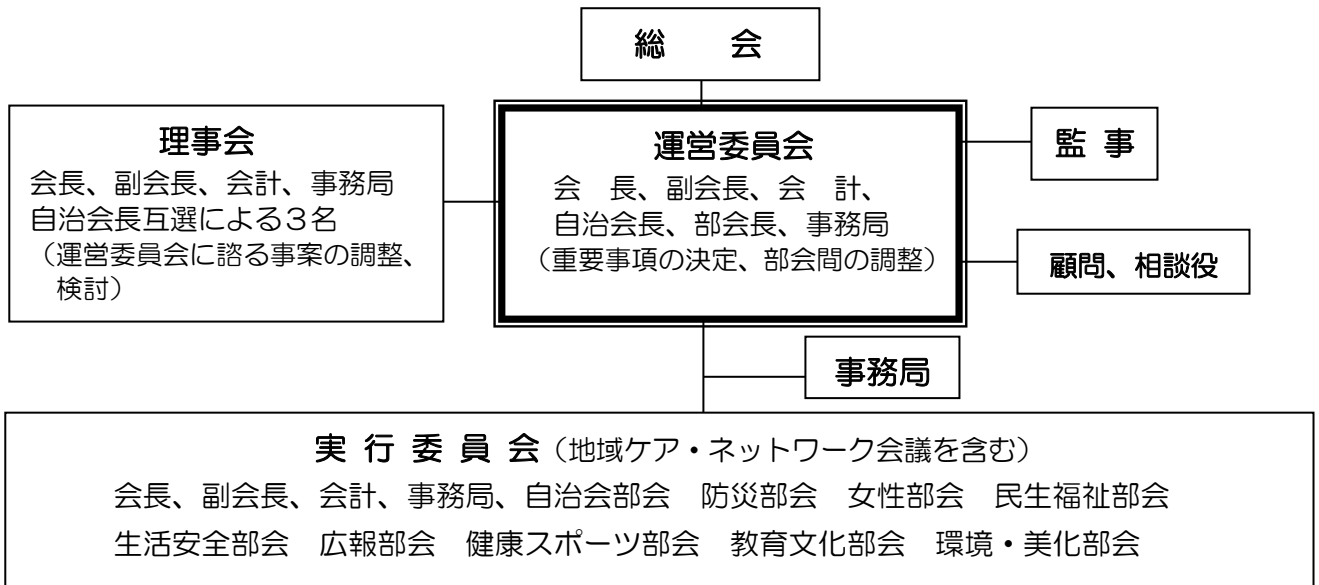 総　会
理事会
会長、副会長、会計、事務局
自治会長互選による３名
（運営委員会に諮る事案の調整、
検討）
運営委員会
会　長、副会長、会　計、
自治会長、部会長、事務局
（重要事項の決定、部会間の調整）
監 事
顧問、相談役
事務局
実 行 委 員 会（地域ケア・ネットワーク会議を含む）
会長、副会長、会計、事務局、自治会部会　防災部会　女性部会　民生福祉部会
生活安全部会　広報部会　健康スポーツ部会　教育文化部会　環境・美化部会